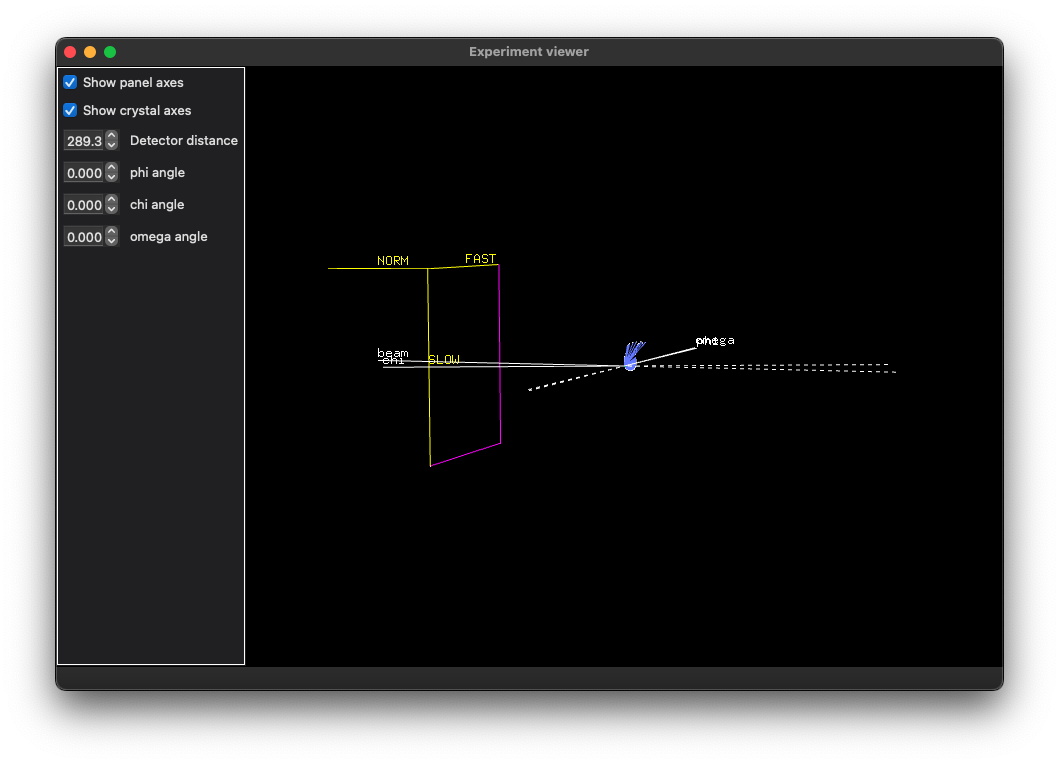 Experiment viewer
Show panel axes
Show crystal axes
289.3 Detector distance
0.000 phi angle
0.000 chi angle
0.000 omega angle
NORM
FAST
beam
chi
SLOW
omega